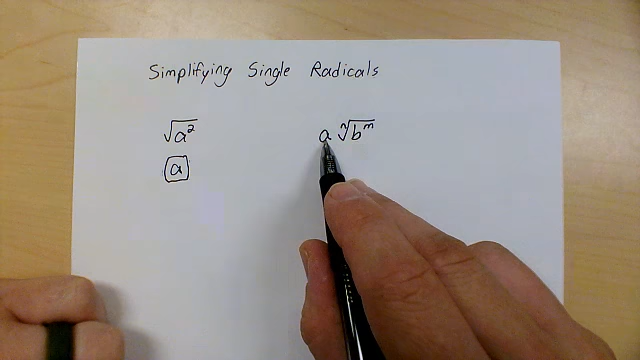 Simplifying Single Radicals
√a² a ⁿ√bᵐ
a